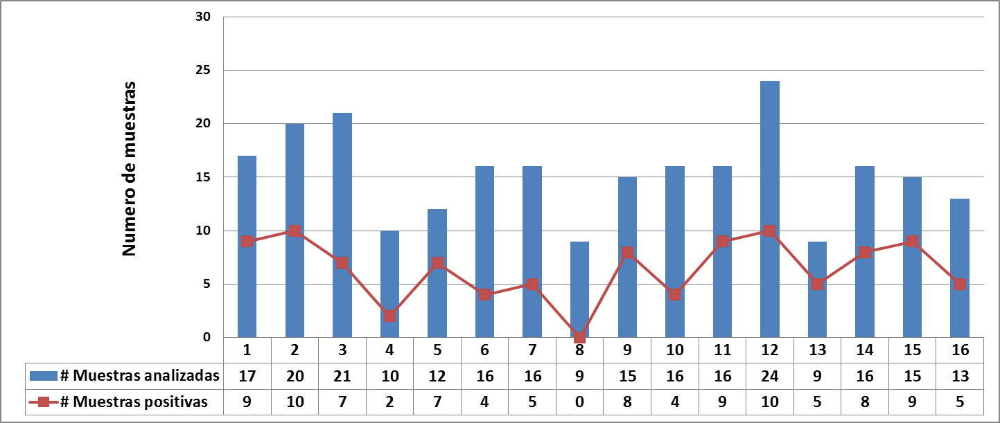 30
25
20
15
10
5
0
Numero de muestras
1 2 3 4 5 6 7 8 9 10 11 12 13 14 15 16
# Muestras analizadas 17 20 21 10 12 16 16 9 15 16 16 24 9 16 15 13
# Muestras positivas 9 10 7 2 7 4 5 0 8 4 9 10 5 8 9 5